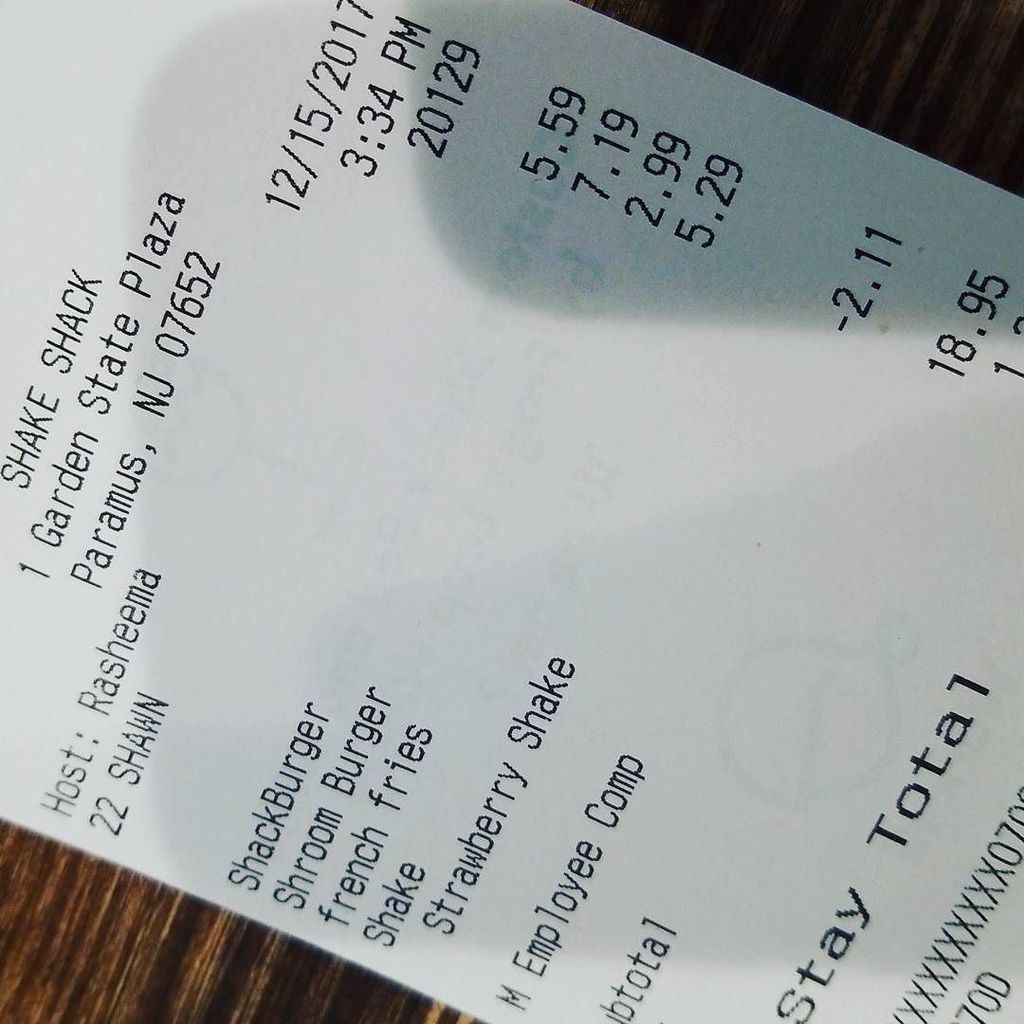 SHAKE SHACK
1 Garden State Plaza
Paramus, NJ 07652
Host: Rasheema 12/15/2017
22 SHAWN 3:34 PM
20129
ShackBurger 5.59
Shroom Burger 7.19
french fries 2.99
Shake 5.29
Strawberry Shake
M Employee Comp -2.11
ubtotal 18.95
Stay Total